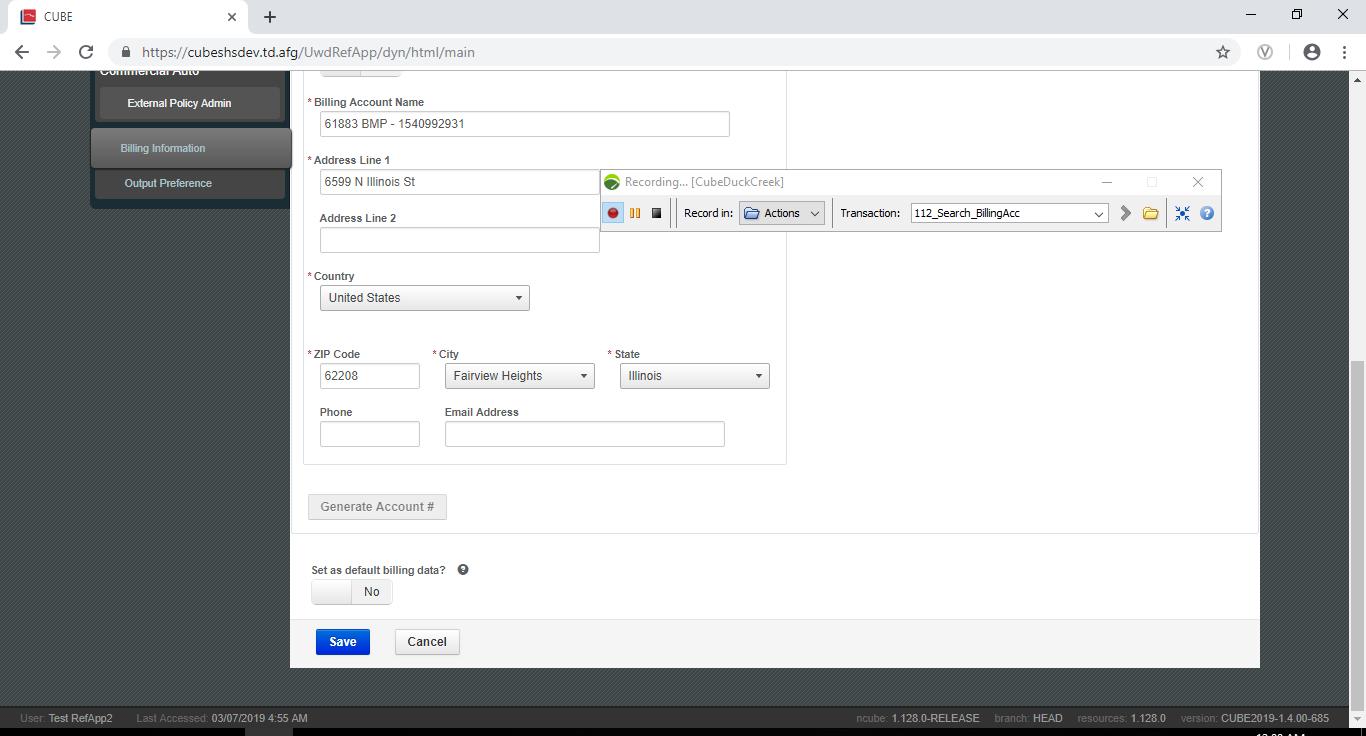 CUBE
https://cubeshsdev.td.afg/UwdRefApp/dyn/html/main
Commercial Auto
External Policy Admin
Billing Information
Output Preference
* Billing Account Name
61883 BMP - 1540992931
* Address Line 1
6599 N Illinois St
Recording... [CubeDuckCreek]
Record in: Actions Transaction: 112_Search_BillingAcc
Address Line 2
* Country
United States
* ZIP Code * City * State
62208 Fairview Heights Illinois
Phone Email Address
Generate Account #
Set as default billing data?
No
Save Cancel
User: Test RefApp2 Last Accessed: 03/07/2019 4:55 AM ncube: 1.128.0-RELEASE branch: HEAD resources: 1.128.0 version: CUBE2019-1.4.00-685